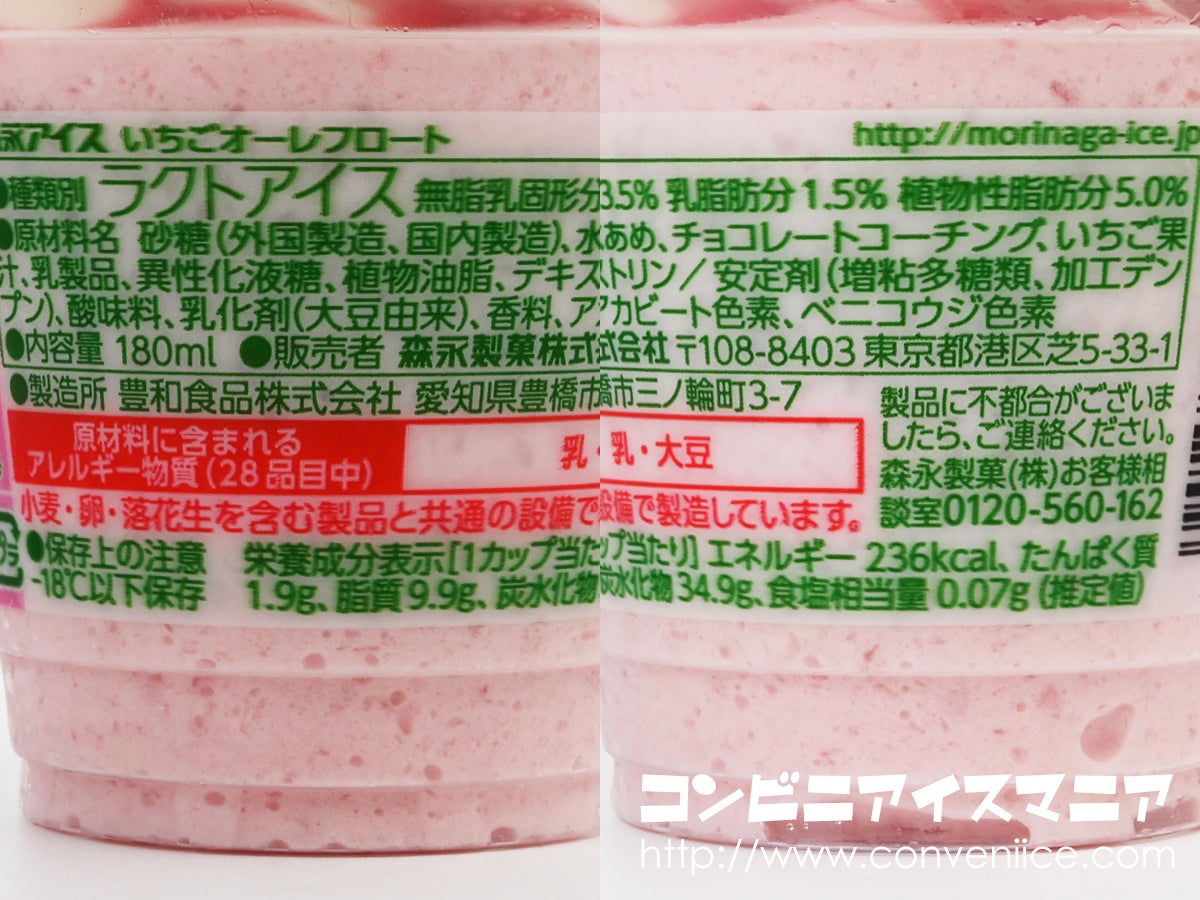 永アイス いちごオーレフロート
http://morinaga-ice.jp
●種類別 ラクトアイス 無脂乳固形分3.5% 乳脂肪分1.5% 植物性脂肪分5.0%
●原材料名 砂糖(外国製造、国内製造)、水あめ、チョコレートコーチング、いちご果
汁、乳製品、異性化液糖、植物油脂、デキストリン/安定剤(増粘多糖類、加工デン
プン)、酸味料、乳化剤(大豆由来)、香料、アカビート色素、ベニコウジ色素
●内容量 180ml ●販売者 森永製菓株式会社 〒108-8403 東京都港区芝5-33-1
●製造所 豊和食品株式会社 愛知県豊橋市三ノ輪町3-7
原材料に含まれる
アレルギー物質(28品目中)
乳・乳・大豆
小麦・卵・落花生を含む製品と共通の設備で製造しています。
製品に不都合がございま
したら、ご連絡ください。
森永製菓(株)お客様相
談室0120-560-162
●保存上の注意
-18℃以下保存
栄養成分表示[1カップ当たり] エネルギー 236kcal、たんぱく質
1.9g、脂質9.9g、炭水化物34.9g、食塩相当量 0.07g (推定値)
コンビニアイスマニア
http://www.conveniice.com